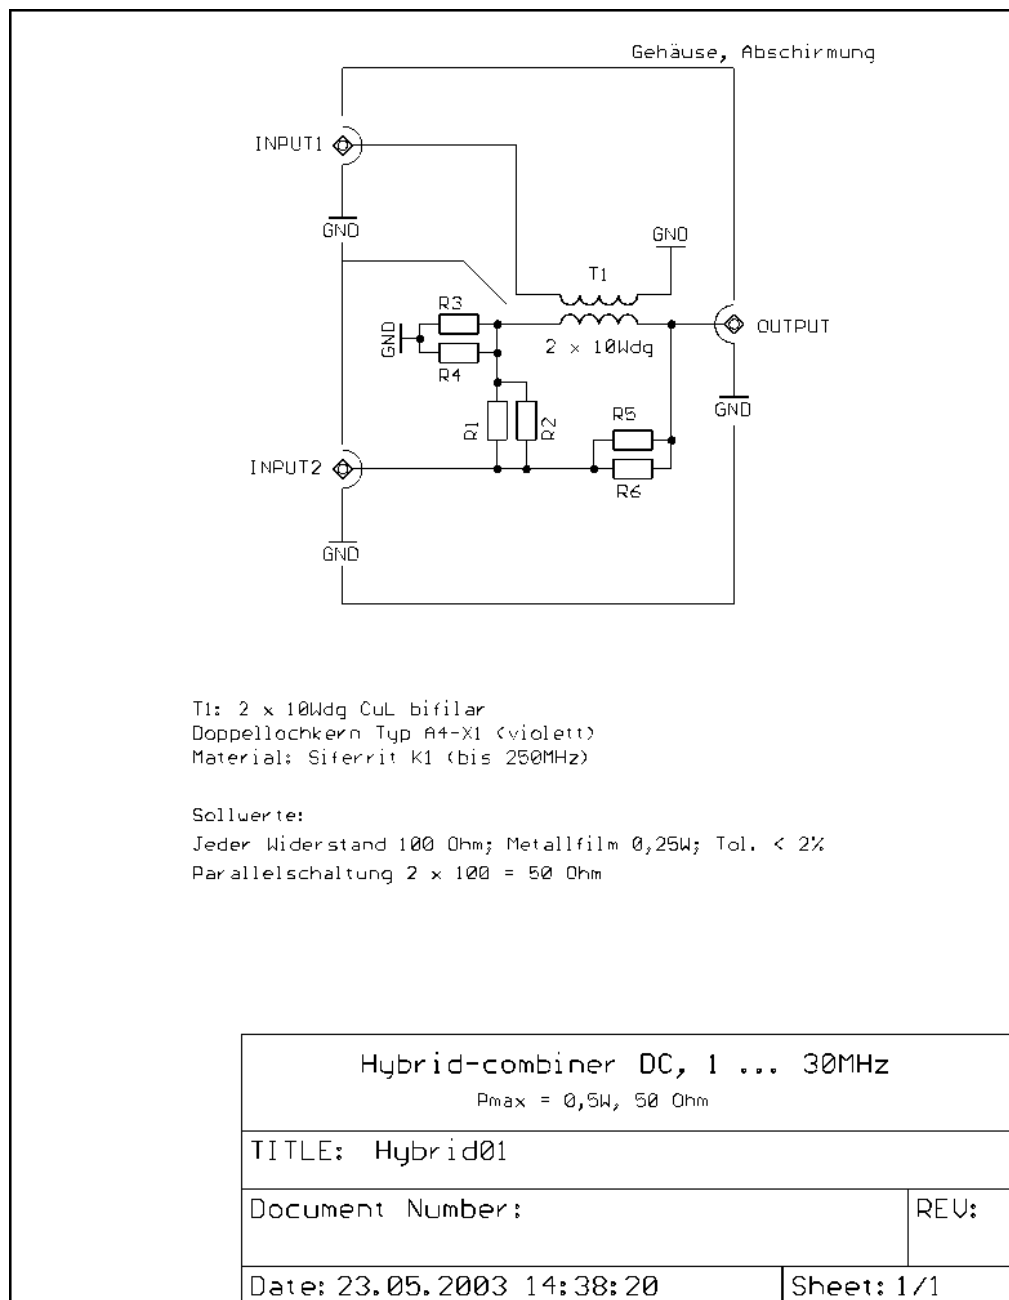 Gehäuse, Abschirmung
INPUT1
GND
GND
T1
R3
GND
OUTPUT
2 x 10Wdg
R4
GND
R1
R2
R5
INPUT2
R6
GND
T1: 2 x 10Wdg CuL bifilar
Doppellochkern Typ A4-X1 (violett)
Material: Siferrit K1 (bis 250MHz)
Sollwerte:
Jeder Widerstand 100 Ohm; Metallfilm 0,25W; Tol. < 2%
Parallelschaltung 2 x 100 = 50 Ohm
Hybrid-combiner DC, 1 ... 30MHz
Pmax = 0,5W, 50 Ohm
TITLE: Hybrid01
Document Number:
REV:
Date: 23.05.2003 14:38:20
Sheet: 1/1